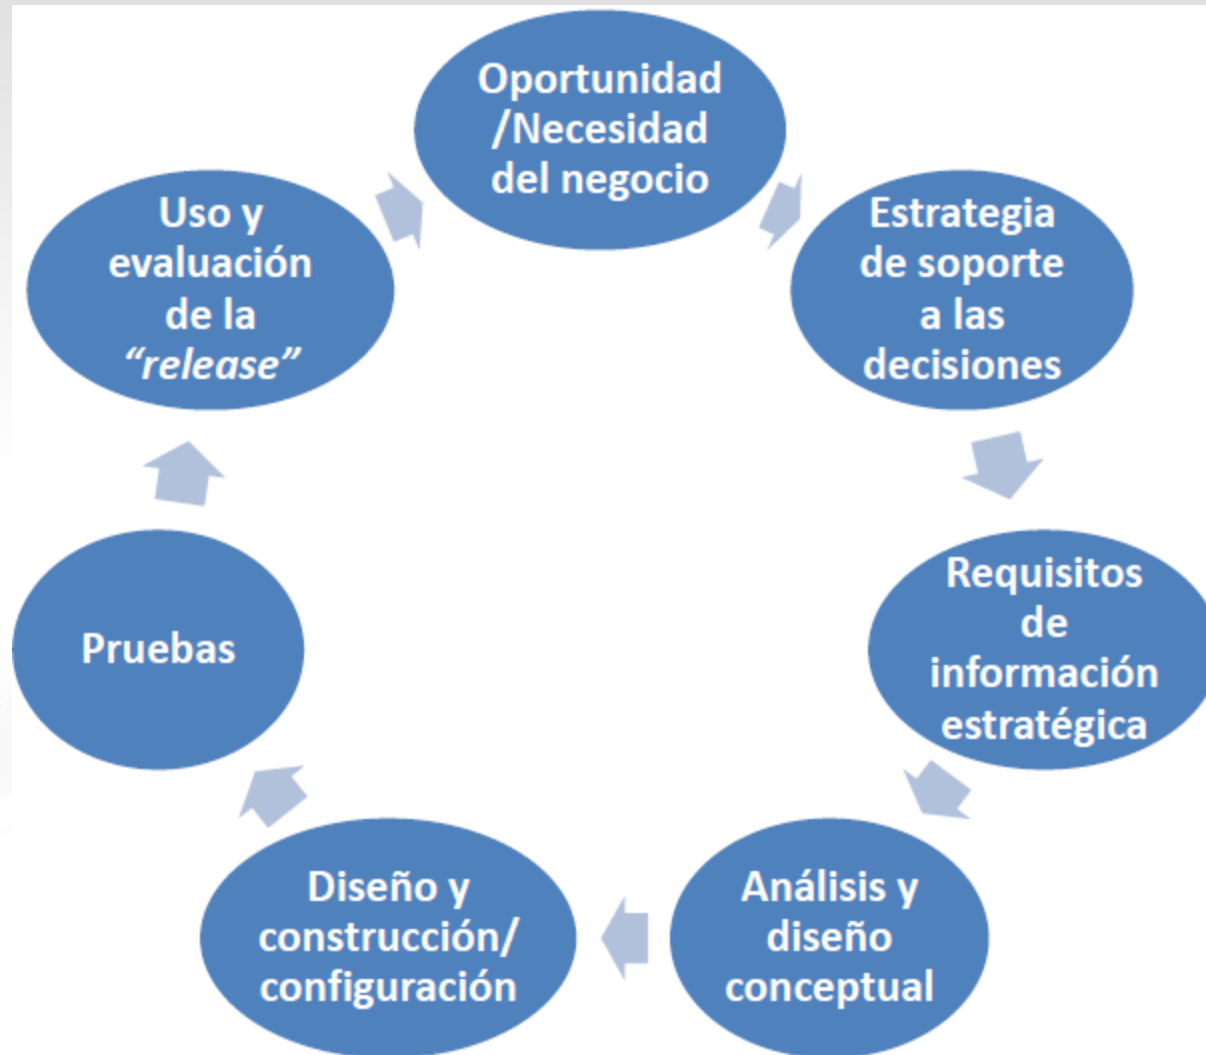 Oportunidad
/Necesidad
del negocio
Estrategia
de soporte
a las
decisiones
Requisitos
de
información
estratégica
Análisis y
diseño
conceptual
Diseño y
construcción/
configuración
Pruebas
Uso y
evaluación
de la
“release”